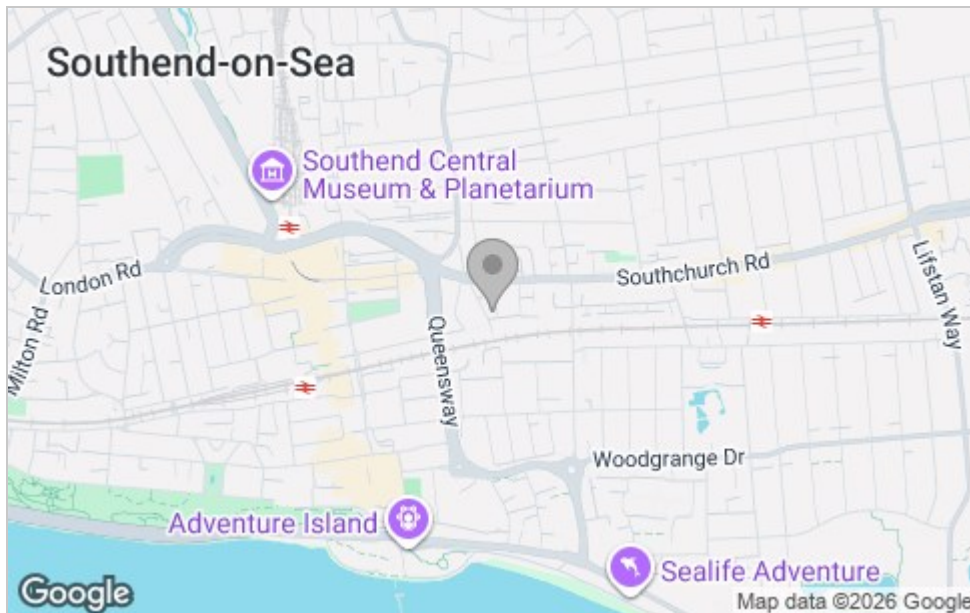 Southend-on-Sea
Southend Central
Museum & Planetarium
London Rd
Southchurch Rd
Lifstan Way
Milton Rd
Queensway
Woodgrange Dr
Adventure Island
Sealife Adventure
Google
Map data ©2026 Google